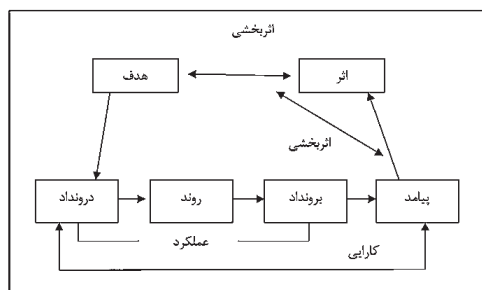 اثربخشی
هدف
اثر
اثربخشی
درونداد
روند
برونداد
پیامد
عملکرد
کارایی